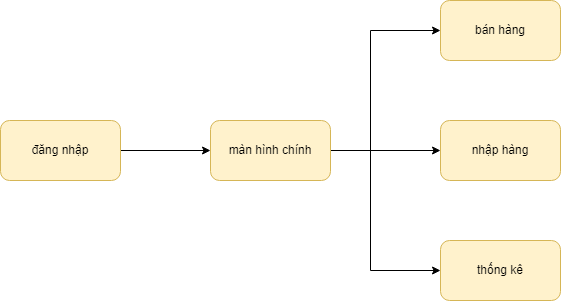 bán hàng
đăng nhập
màn hình chính
nhập hàng
thống kê